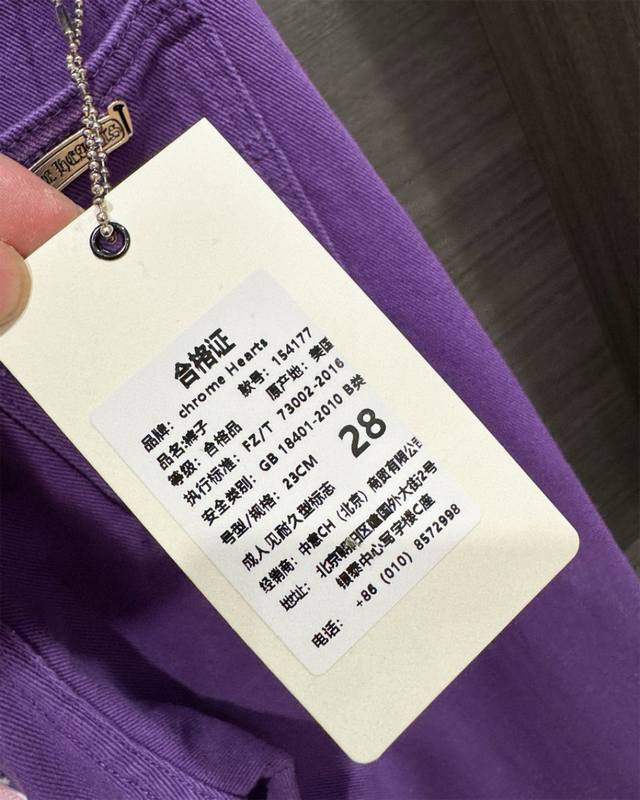 合格证
品牌：chrome Hearts
品名:裤子 款号：154177
等级：合格品 原产地：美国
执行标准：FZ/T 73002-2016
安全类别：GB 18401-2010 B类
号型/规格：23CM 28
成人见耐久型标志
经销商：中意CH（北京）商贸有限公司
地址：北京朝阳区建国外大街2号
银泰中心写字楼C座
电话：+86 (010) 8572998